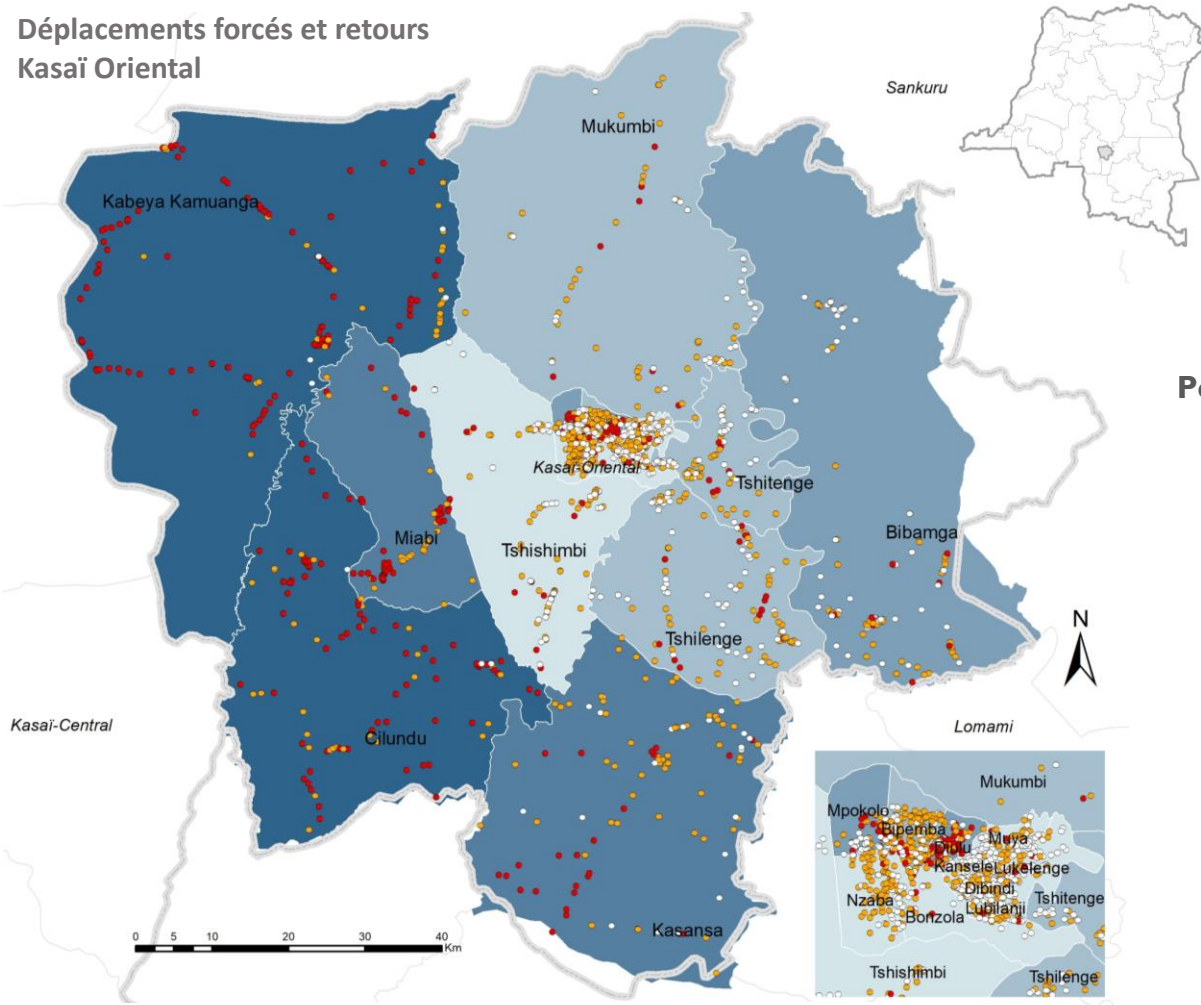 Déplacements forcés et retours
Kasaï Oriental
Sankuru
Mukumbi
Kabeya Kamuanga
Kasaï-Oriental
Tshitenge
Bibamga
Miabi
Tshishimbi
Tshilenge
N
Kasaï-Central
Cilundu
Lomami
Kasansa
0 5 10 20 30 40
Km
Mukumbi
Mpokolo
Bipemba
Diulu
Muya
Kansele
Lukelenge
Dibindi
Nzaba
Lubilanji
Tshitenge
Bonzola
Tshishimbi
Tshilenge